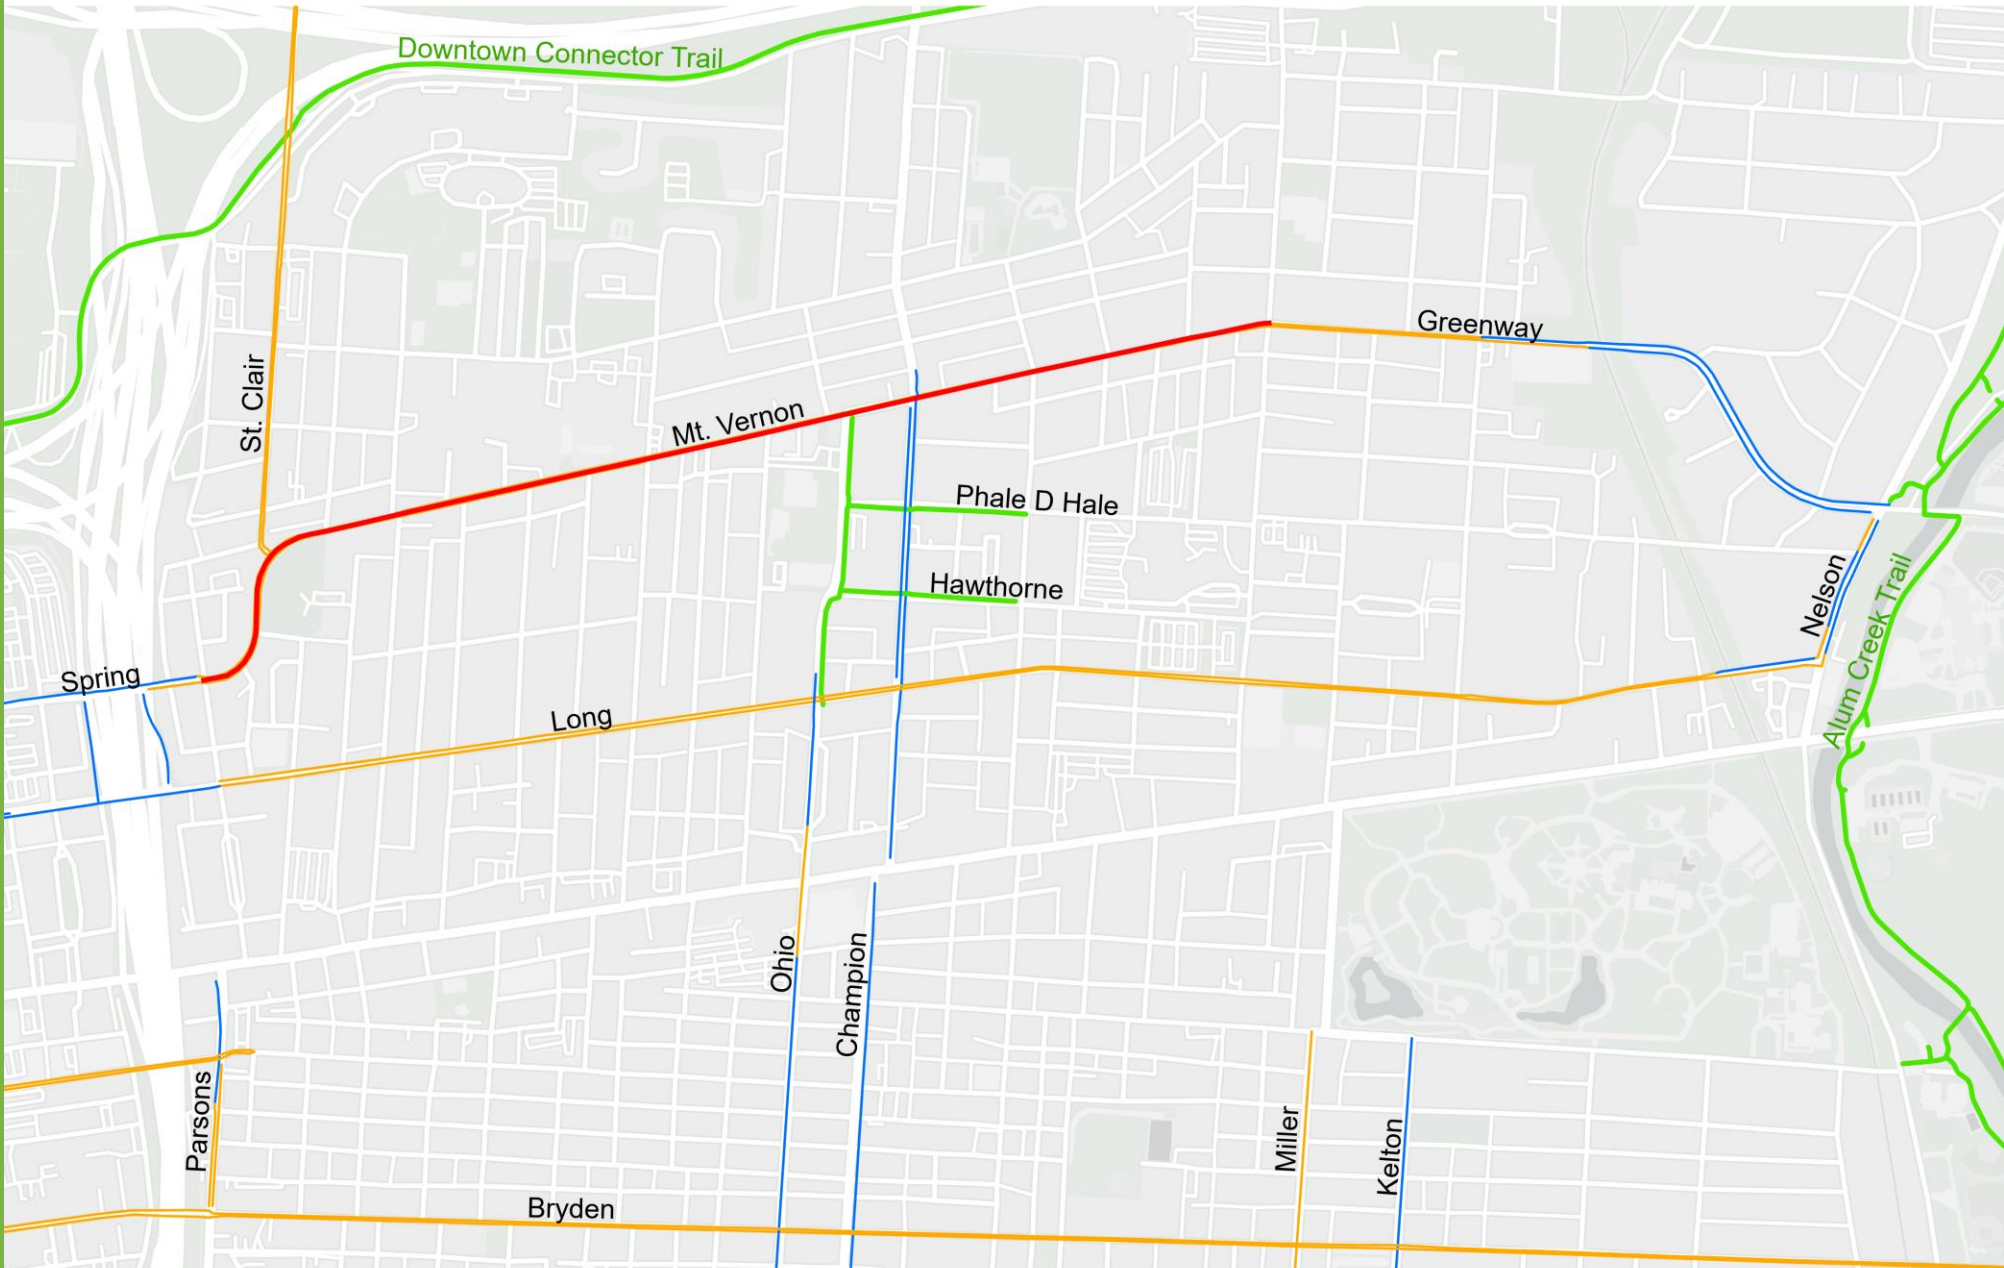 Downtown Connector Trail
Greenway
St. Clair
Mt. Vernon
Phale D Hale
Hawthorne
Nelson
Alum Creek Trail
Spring
Long
Ohio
Champion
Parsons
Miller
Kelton
Bryden